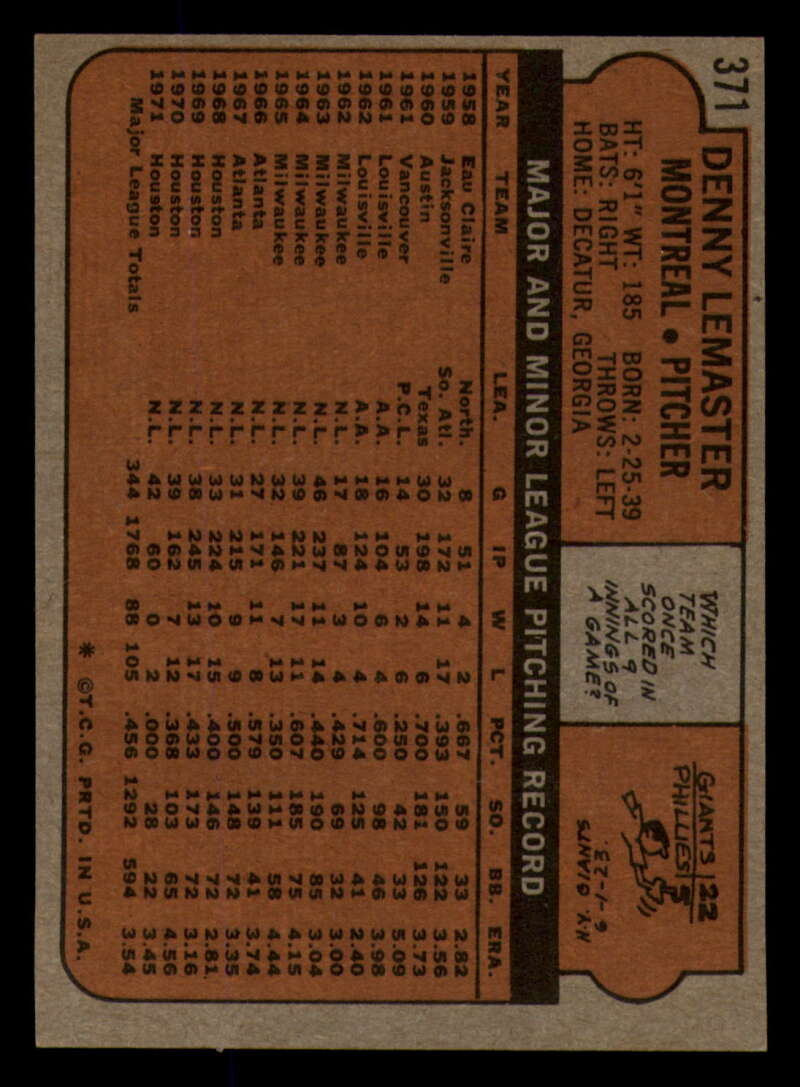 371
DENNY LEMASTER
MONTREAL • PITCHER
HT: 6'1" WT: 185 BORN: 2-25-39
BATS: RIGHT THROWS: LEFT
HOME: DECATUR, GEORGIA
WHICH
TEAM
ONCE
SCORED IN
ALL 9
INNINGS OF
A GAME?
GIANTS 22
PHILLIES 5
6-1-23.
N.Y. GIANTS
MAJOR AND MINOR LEAGUE PITCHING RECORD
YEAR TEAM LEA. G IP W L PCT. SO. BB. ERA.
1958 Eau Claire North. 8 51 4 2 .667 59 33 2.82
1959 Jacksonville So. Atl. 32 172 11 17 .393 150 122 3.56
1960 Austin Texas 30 198 14 6 .700 181 126 3.73
1961 Vancouver P.C.L. 14 53 2 6 .250 42 33 5.09
1961 Louisville A.A. 16 104 6 4 .600 98 46 3.98
1962 Louisville A.A. 18 124 10 4 .714 125 41 2.40
1962 Milwaukee N.L. 17 87 3 4 .429 69 32 3.00
1963 Milwaukee N.L. 46 237 11 14 .440 190 85 3.04
1964 Milwaukee N.L. 39 221 17 11 .607 185 75 4.15
1965 Milwaukee N.L. 32 146 7 13 .350 111 58 4.44
1966 Atlanta N.L. 27 171 11 8 .579 139 41 3.74
1967 Atlanta N.L. 31 215 9 9 .500 148 72 3.35
1968 Houston N.L. 33 224 10 15 .400 146 72 2.81
1969 Houston N.L. 38 245 13 17 .433 173 72 3.16
1970 Houston N.L. 39 162 7 12 .368 103 65 4.56
1971 Houston N.L. 42 60 0 2 .000 28 22 3.45
Major League Totals 344 1768 88 105 .456 1292 594 3.54
* ©T.C.G. PRTD. IN U.S.A.